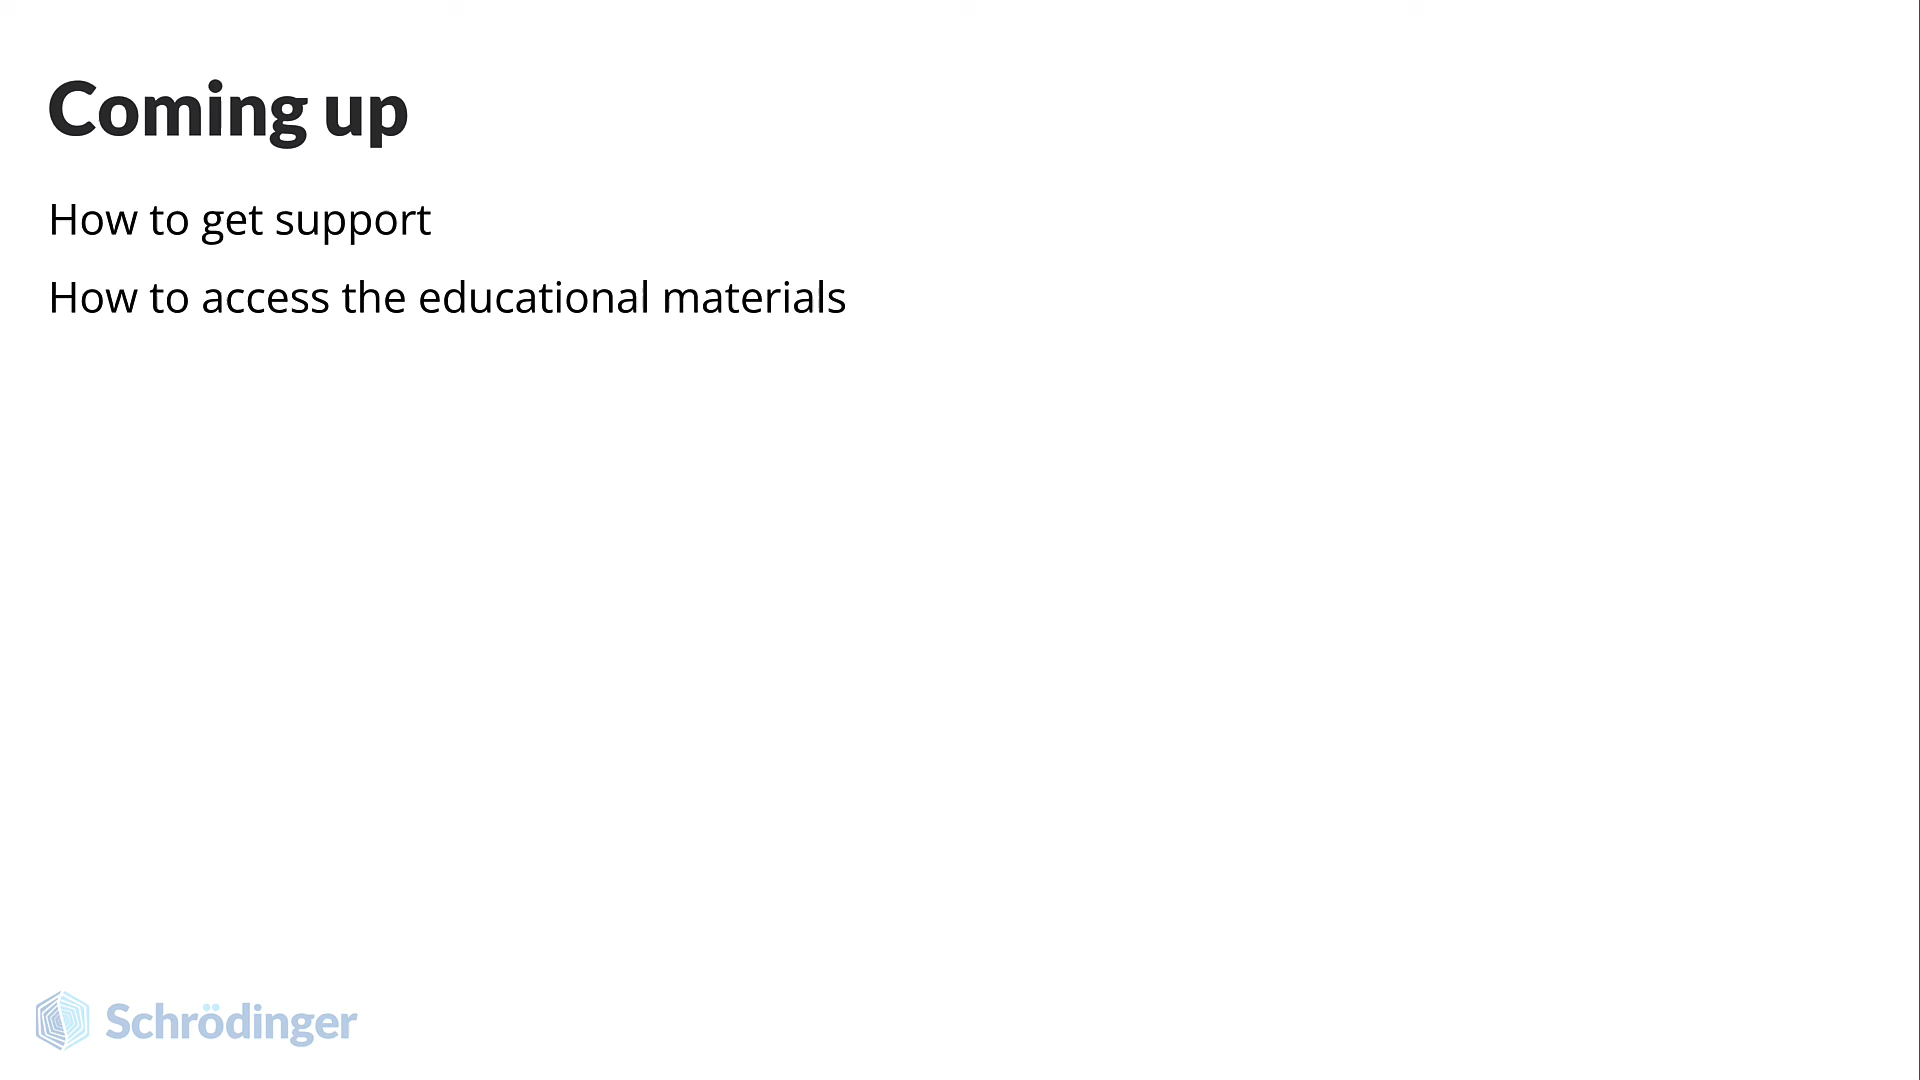 Coming up
How to get support
How to access the educational materials
Schrödinger